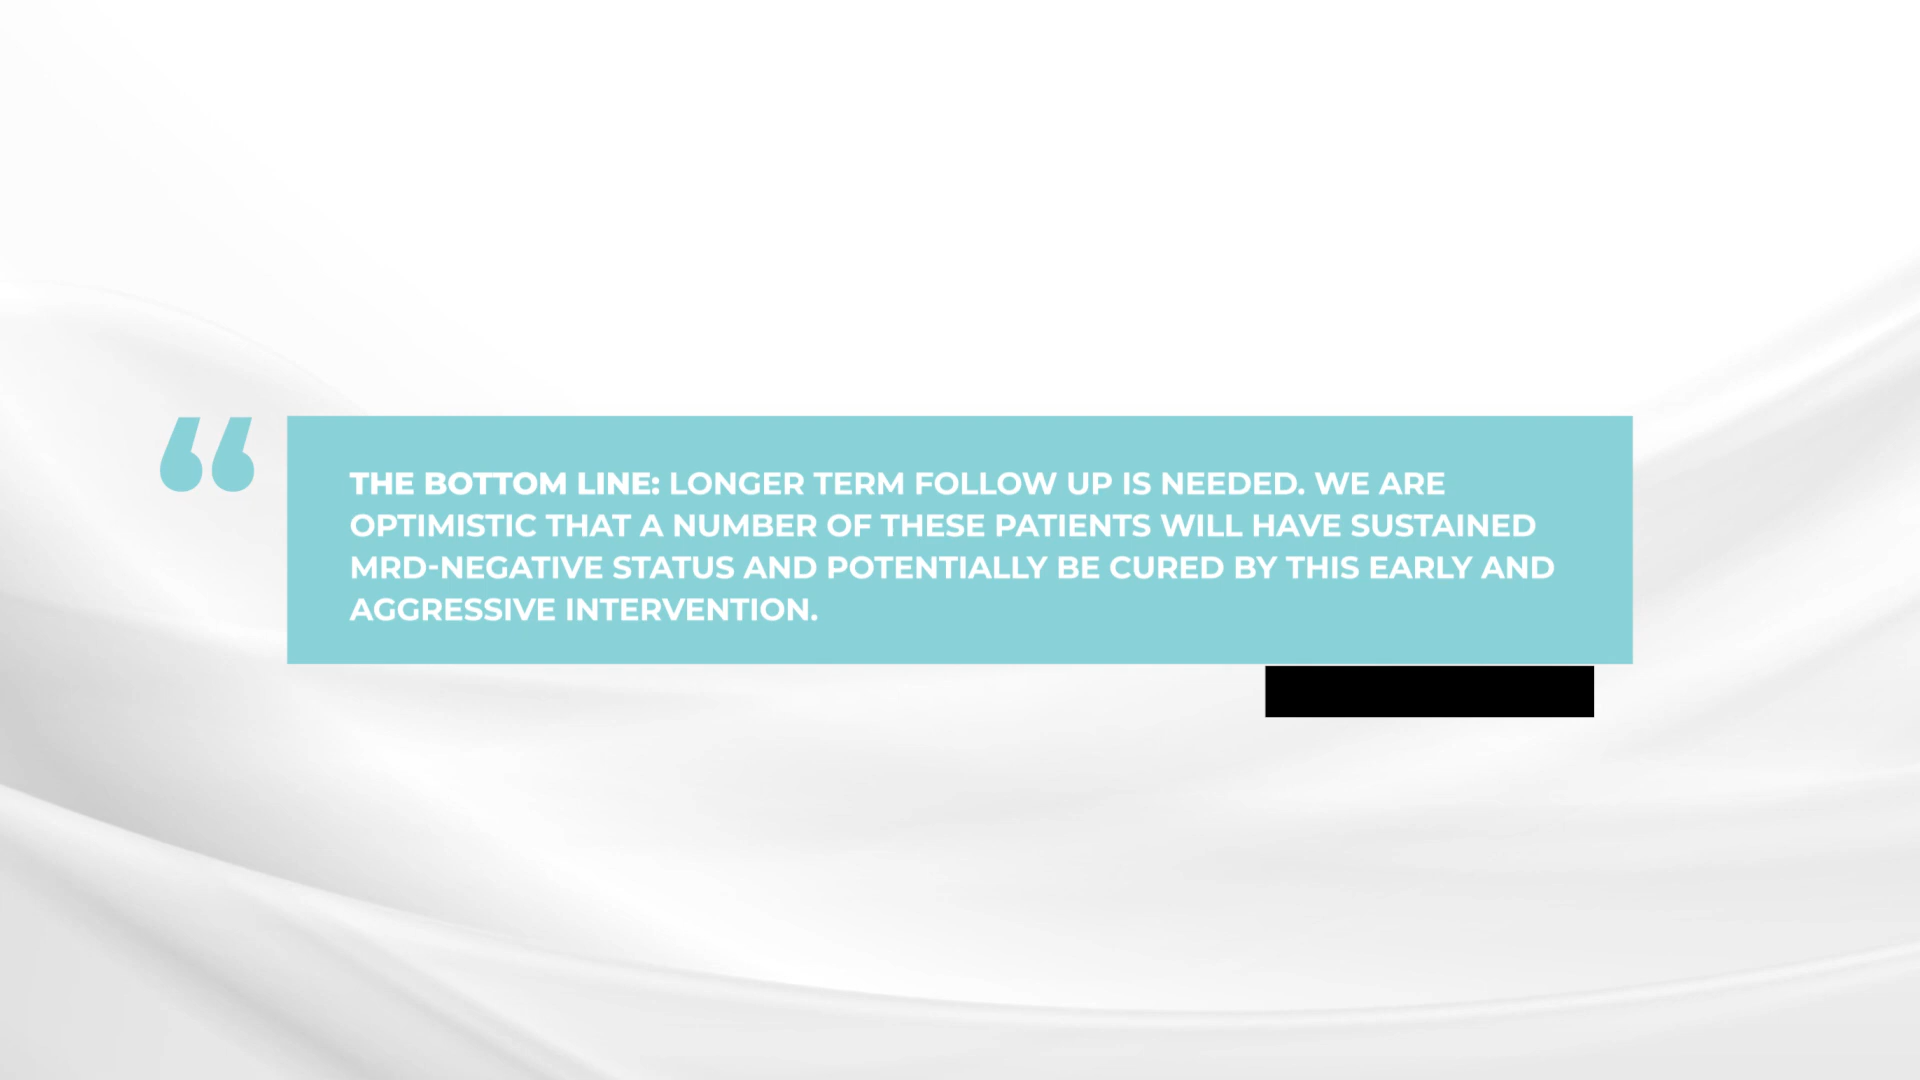 “
THE BOTTOM LINE: LONGER TERM FOLLOW UP IS NEEDED. WE ARE
OPTIMISTIC THAT A NUMBER OF THESE PATIENTS WILL HAVE SUSTAINED
MRD-NEGATIVE STATUS AND POTENTIALLY BE CURED BY THIS EARLY AND
AGGRESSIVE INTERVENTION.